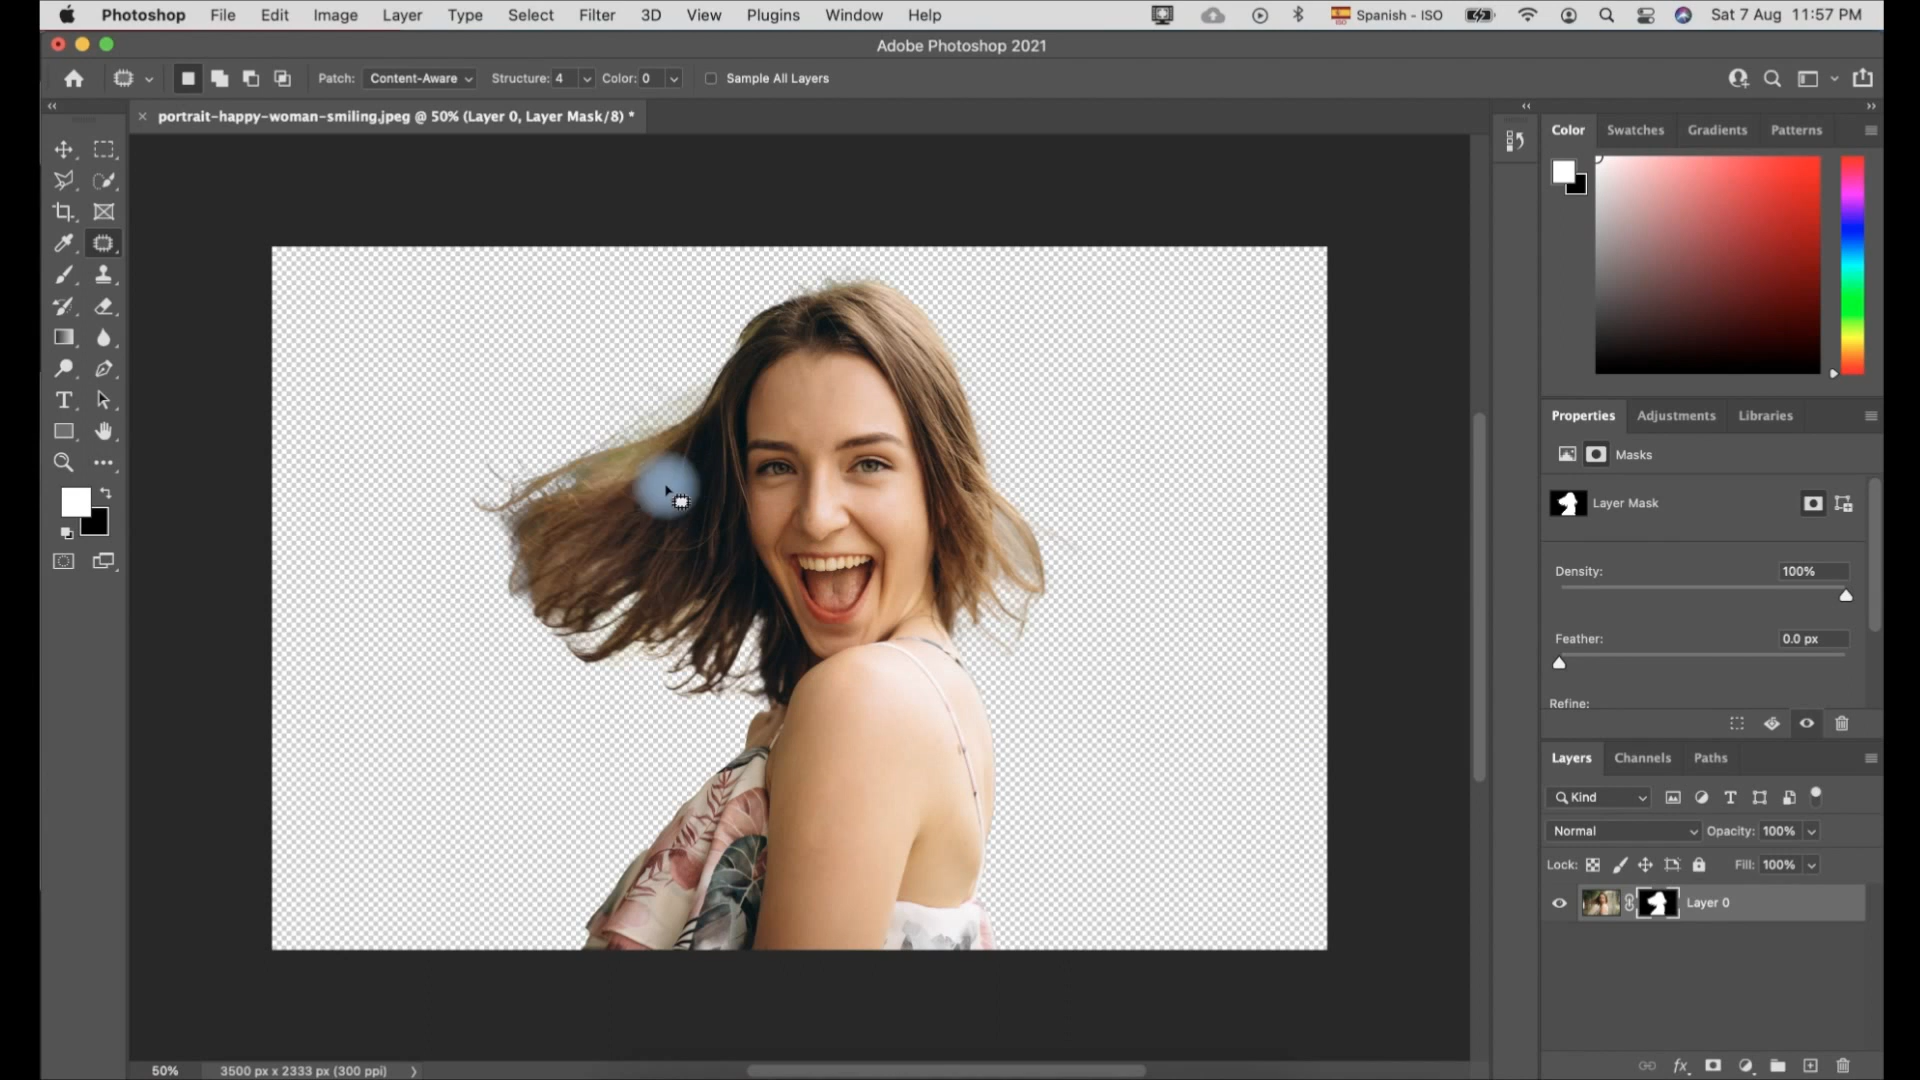 Photoshop File Edit Image Layer Type Select Filter 3D View Plugins Window Help Spanish - ISO Sat 7 Aug 11:57 PM
Adobe Photoshop 2021
Patch: Content-Aware Structure: 4 Color: 0 Sample All Layers
portrait-happy-woman-smiling.jpeg @ 50% (Layer 0, Layer Mask/8) *
Color Swatches Gradients Patterns
Properties Adjustments Libraries
Masks
Layer Mask
Density: 100%
Feather: 0.0 px
Refine:
Layers Channels Paths
Kind
Normal Opacity: 100%
Lock: Fill: 100%
Layer 0
fx
50% 3500 px x 2333 px (300 ppi)